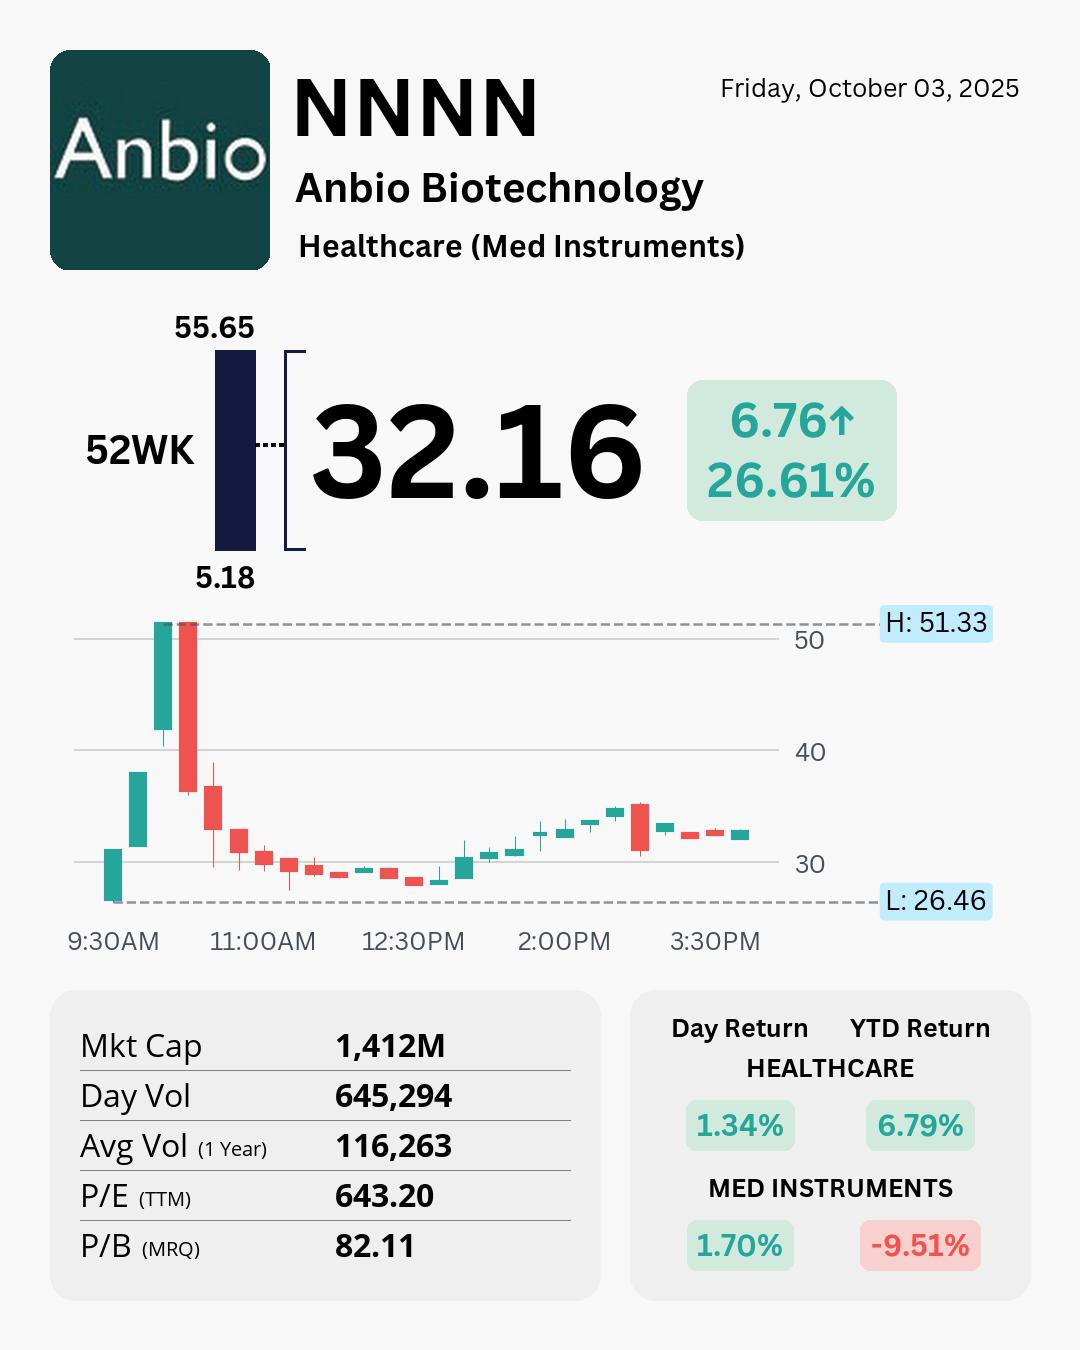 Anbio
NNNN
Friday, October 03, 2025
Anbio Biotechnology
Healthcare (Med Instruments)
55.65
52WK
5.18
32.16
6.76↑
26.61%
H: 51.33
50
40
30
L: 26.46
9:30AM 11:00AM 12:30PM 2:00PM 3:30PM
Mkt Cap 1,412M
Day Vol 645,294
Avg Vol (1 Year) 116,263
P/E (TTM) 643.20
P/B (MRQ) 82.11
Day Return YTD Return
HEALTHCARE
1.34% 6.79%
MED INSTRUMENTS
1.70% -9.51%